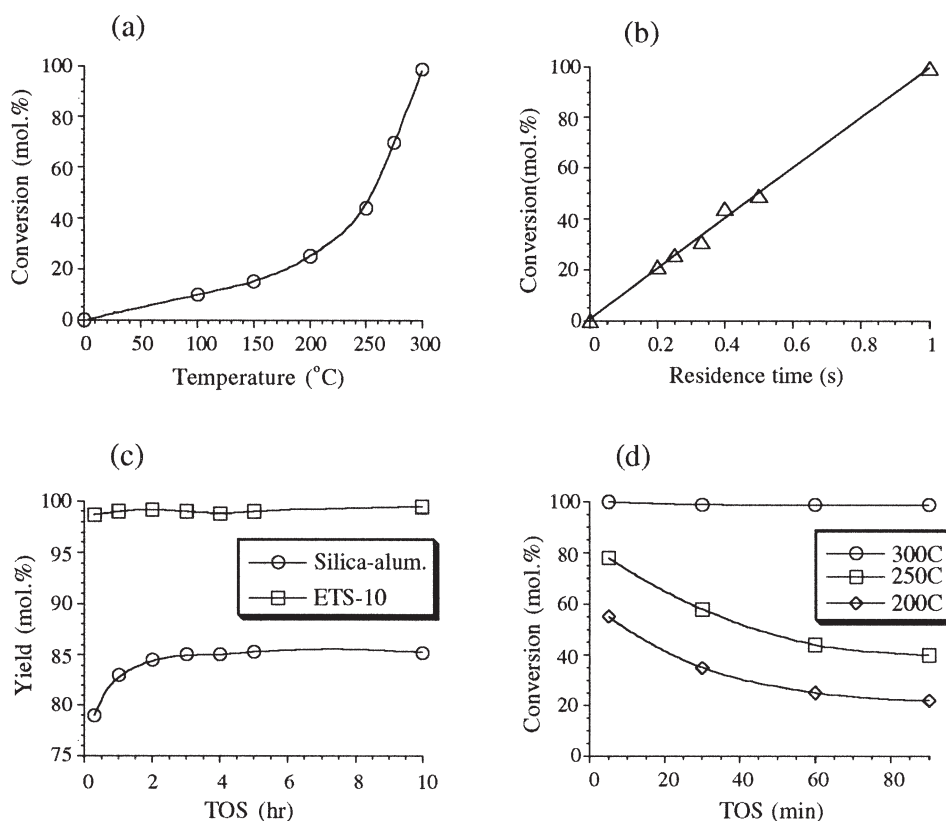 (a)
Conversion (mol.%)
100
80
60
40
20
0
0 50 100 150 200 250 300
Temperature (°C)
(b)
Conversion(mol.%)
100
80
60
40
20
0
0 0.2 0.4 0.6 0.8 1
Residence time (s)
(c)
Yield (mol.%)
100
95
90
85
80
75
Silica-alum.
ETS-10
0 2 4 6 8 10
TOS (hr)
(d)
Conversion (mol.%)
100
80
60
40
20
0
300C
250C
200C
0 20 40 60 80
TOS (min)